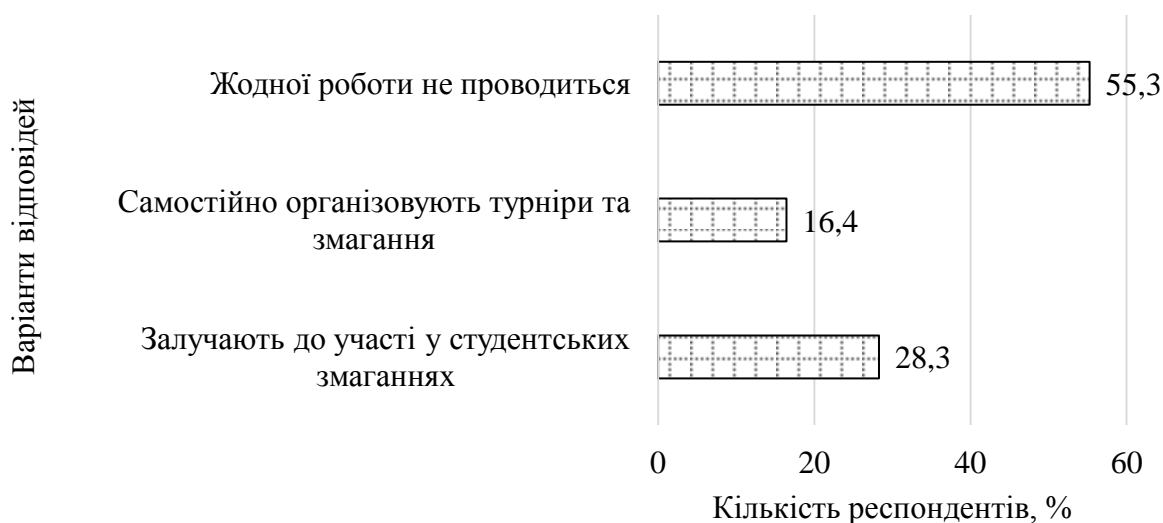 Варіанти відповідей
Жодної роботи не проводиться
55,3
Самостійно організовують турніри та
змагання
16,4
Залучають до участі у студентських
змаганнях
28,3
0 20 40 60
Кількість респондентів, %